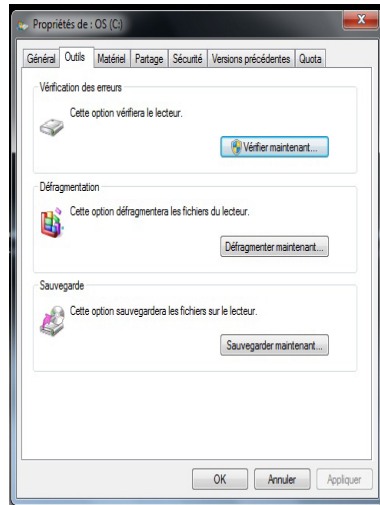 Propriétés de : OS (C:)
Général Outils Matériel Partage Sécurité Versions précédentes Quota
Vérification des erreurs
Cette option vérifiera le lecteur.
Vérifier maintenant...
Défragmentation
Cette option défragmentera les fichiers du lecteur.
Défragmenter maintenant...
Sauvegarde
Cette option sauvegardera les fichiers sur le lecteur.
Sauvegarder maintenant...
OK Annuler Appliquer